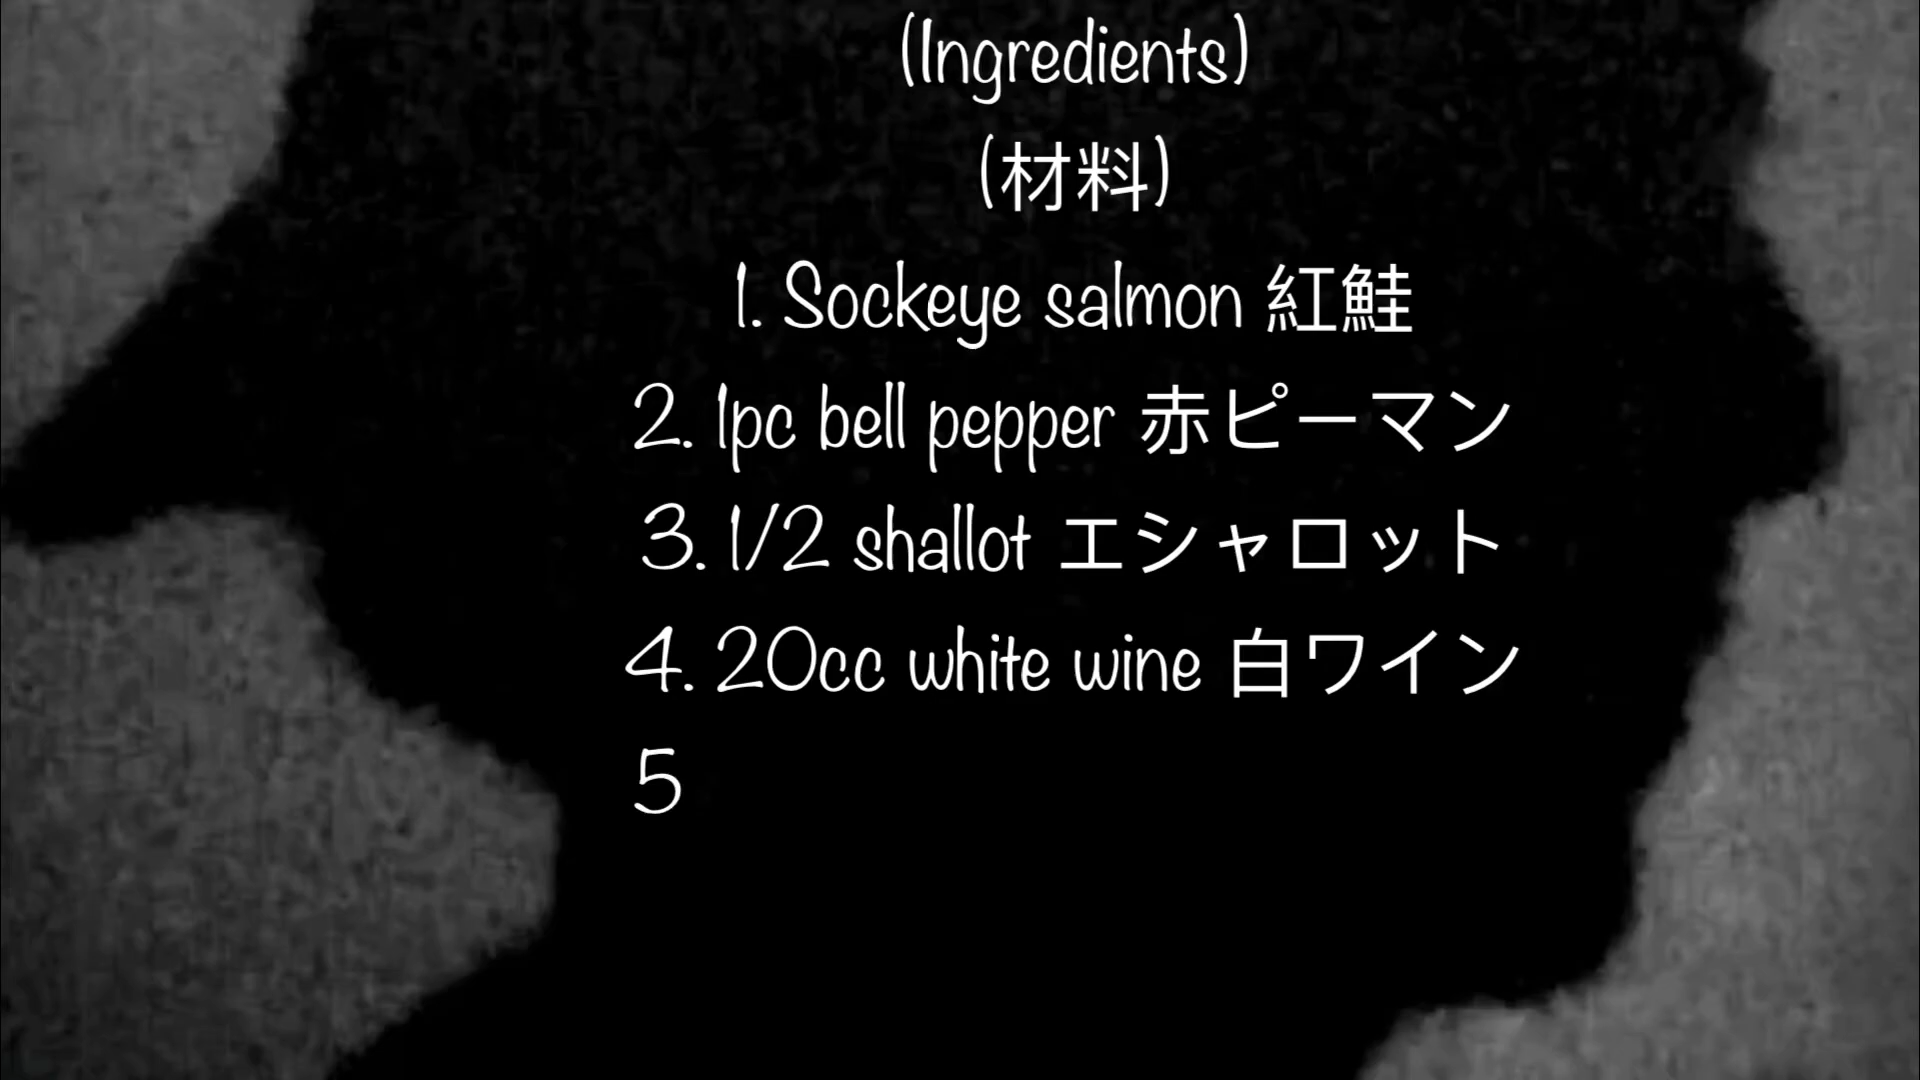 (Ingredients)
(材料)
1. Sockeye salmon 紅鮭
2. 1pc bell pepper 赤ピーマン
3. 1/2 shallot エシャロット
4. 20cc white wine 白ワイン
5